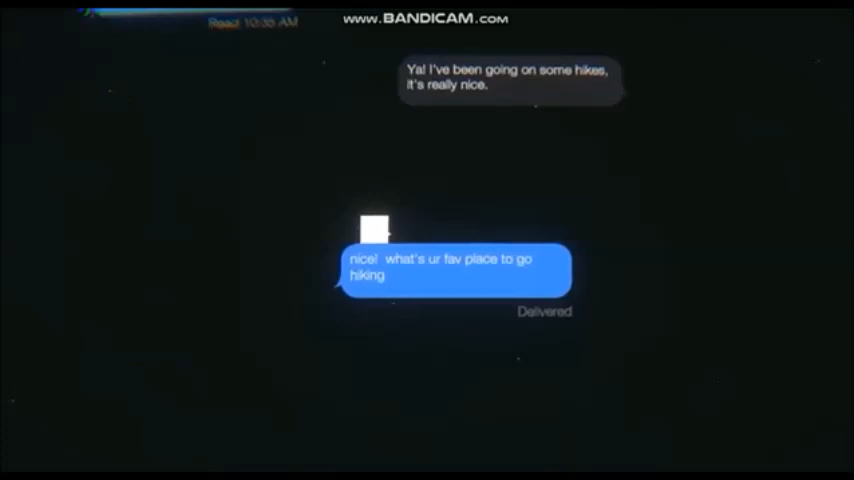 www.BANDICAM.com
React 10:35 AM
Ya! I've been going on some hikes,
it's really nice.
nice!  what's ur fav place to go
hiking
Delivered